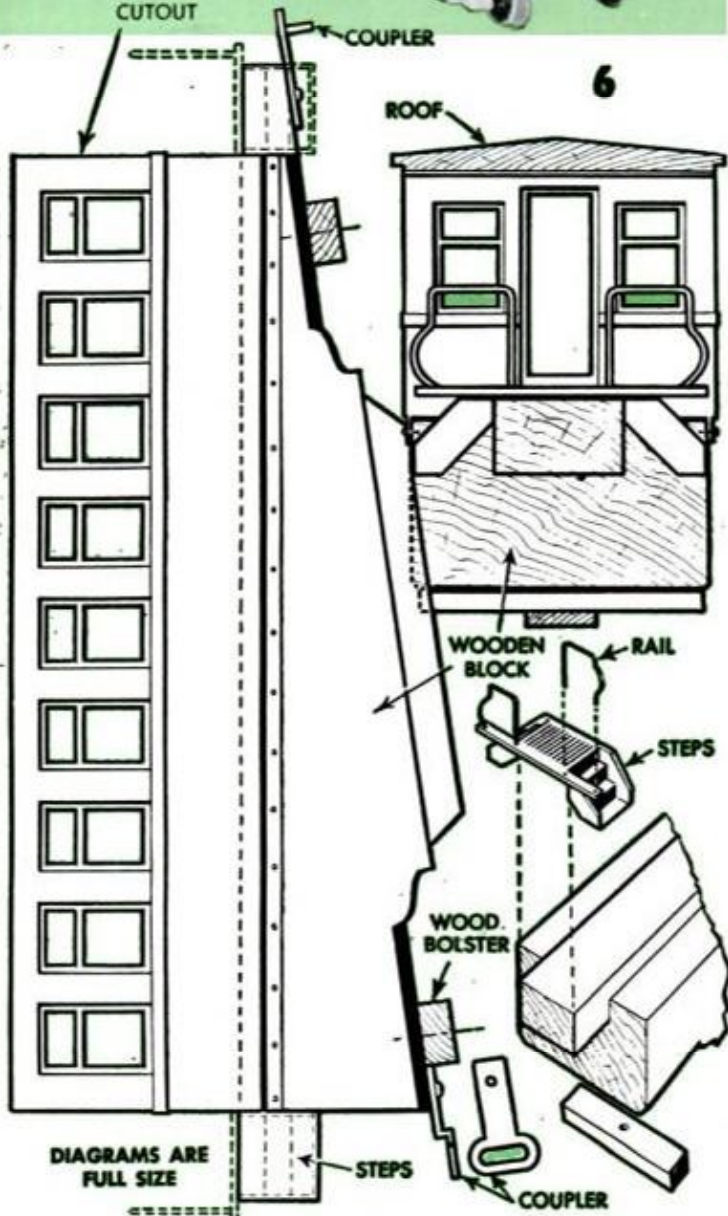 CUTOUT
COUPLER
6
ROOF
WOODEN
BLOCK
RAIL
STEPS
WOOD
BOLSTER
DIAGRAMS ARE
FULL SIZE
STEPS
COUPLER